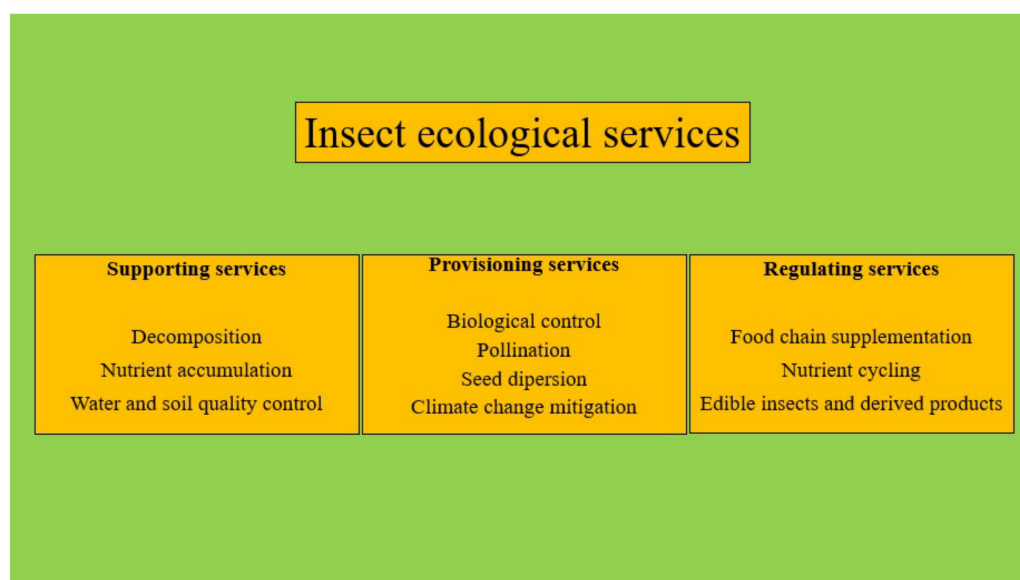 Insect ecological services
Supporting services
Decomposition
Nutrient accumulation
Water and soil quality control
Provisioning services
Biological control
Pollination
Seed dipersion
Climate change mitigation
Regulating services
Food chain supplementation
Nutrient cycling
Edible insects and derived products